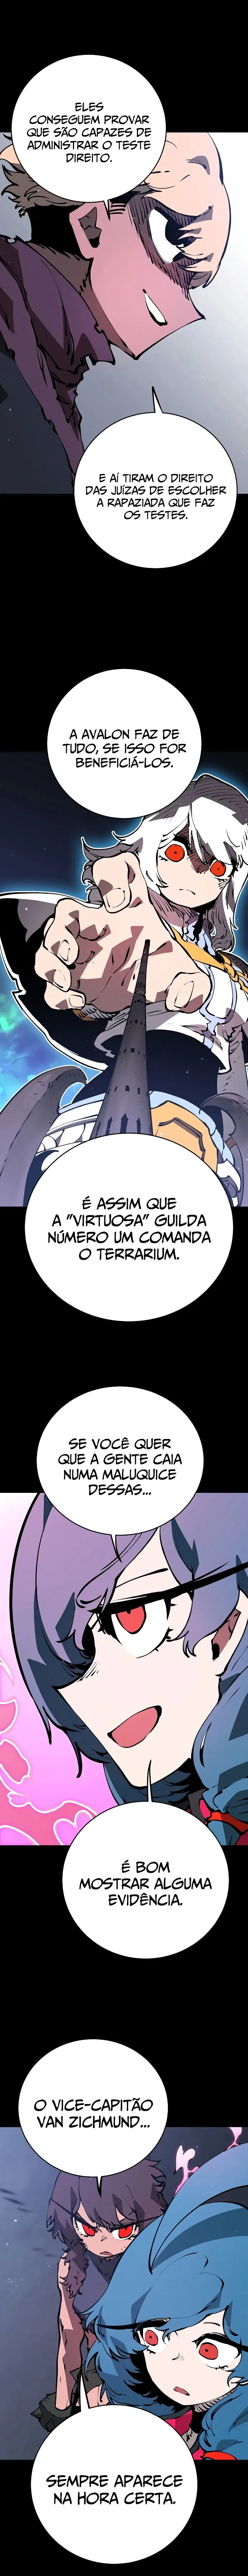 ELES
CONSEGUEM PROVAR
QUE SÃO CAPAZES DE
ADMINISTRAR O TESTE
DIREITO.
E AÍ TIRAM O DIREITO
DAS JUÍZAS DE ESCOLHER
A RAPAZIADA QUE FAZ
OS TESTES.
A AVALON FAZ DE
TUDO, SE ISSO FOR
BENEFICIÁ-LOS.
É ASSIM QUE
A "VIRTUOSA" GUILDA
NÚMERO UM COMANDA
O TERRARIUM.
SE VOCÊ QUER
QUE A GENTE CAIA
NUMA MALUQUICE
DESSAS...
É BOM
MOSTRAR ALGUMA
EVIDÊNCIA.
O VICE-CAPITÃO
VAN ZICHMUND...
SEMPRE APARECE
NA HORA CERTA.